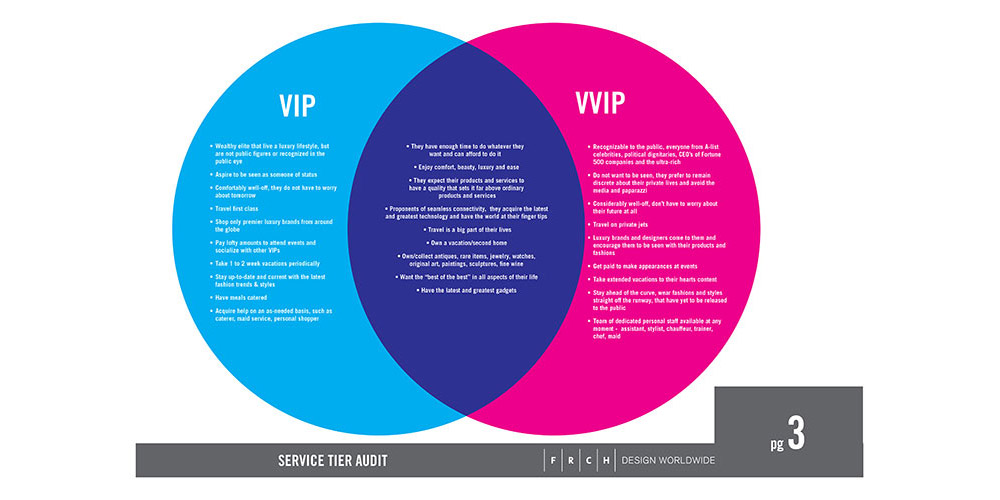 VIP
• Wealthy elite that live a luxury lifestyle, but
are not public figures or recognized in the
public eye
• Aspire to be seen as someone of status
• Comfortably well-off, they do not have to worry
about tomorrow
• Travel first class
• Shop only premier luxury brands from around
the globe
• Pay lofty amounts to attend events and
socialize with other VIPs
• Take 1 to 2 week vacations periodically
• Stay up-to-date and current with the latest
fashion trends & styles
• Have meals catered
• Acquire help on an as-needed basis, such as
caterer, maid service, personal shopper
• They have enough time to do whatever they
want and can afford to do it
• Enjoy comfort, beauty, luxury and ease
• They expect their products and services to
have a quality that sets it far above ordinary
products and services
• Proponents of seamless connectivity, they acquire the latest
and greatest technology and have the world at their finger tips
• Travel is a big part of their lives
• Own a vacation/second home
• Own/collect antiques, rare items, jewelry, watches,
original art, paintings, sculptures, fine wine
• Want the “best of the best” in all aspects of their life
• Have the latest and greatest gadgets
VVIP
• Recognizable to the public, everyone from A-list
celebrities, political dignitaries, CEO's of Fortune
500 companies and the ultra-rich
• Do not want to be seen, they prefer to remain
discrete about their private lives and avoid the
media and paparazzi
• Considerably well-off, don't have to worry about
their future at all
• Travel on private jets
• Luxury brands and designers come to them and
encourage them to be seen with their products and
fashions
• Get paid to make appearances at events
• Take extended vacations to their hearts content
• Stay ahead of the curve, wear fashions and styles
straight off the runway, that have yet to be released
to the public
• Team of dedicated personal staff available at any
moment - assistant, stylist, chauffeur, trainer,
chef, maid
SERVICE TIER AUDIT
F R C H DESIGN WORLDWIDE
pg 3